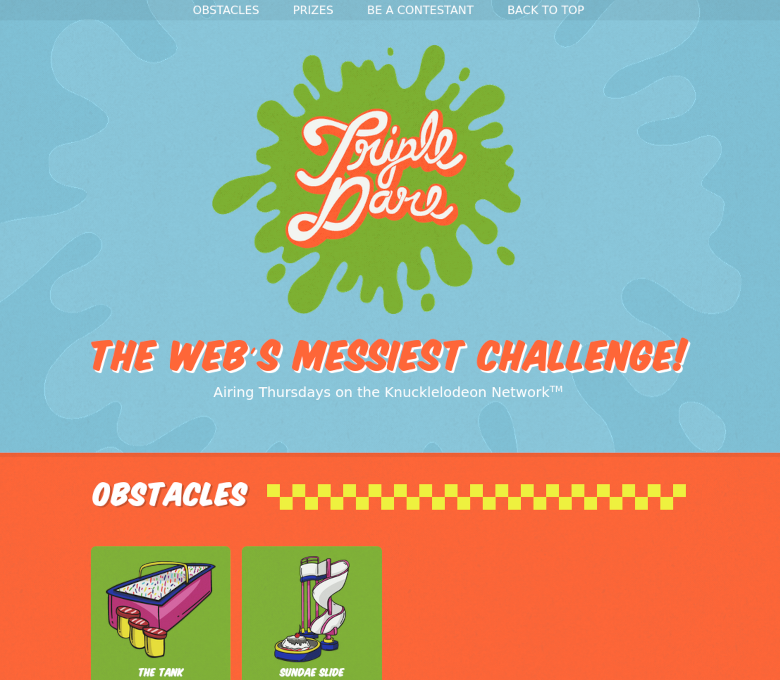 OBSTACLES PRIZES BE A CONTESTANT BACK TO TOP
Triple
Dare
THE WEB'S MESSIEST CHALLENGE!
Airing Thursdays on the Knucklelodeon Network™
OBSTACLES
THE TANK SUNDAE SLIDE